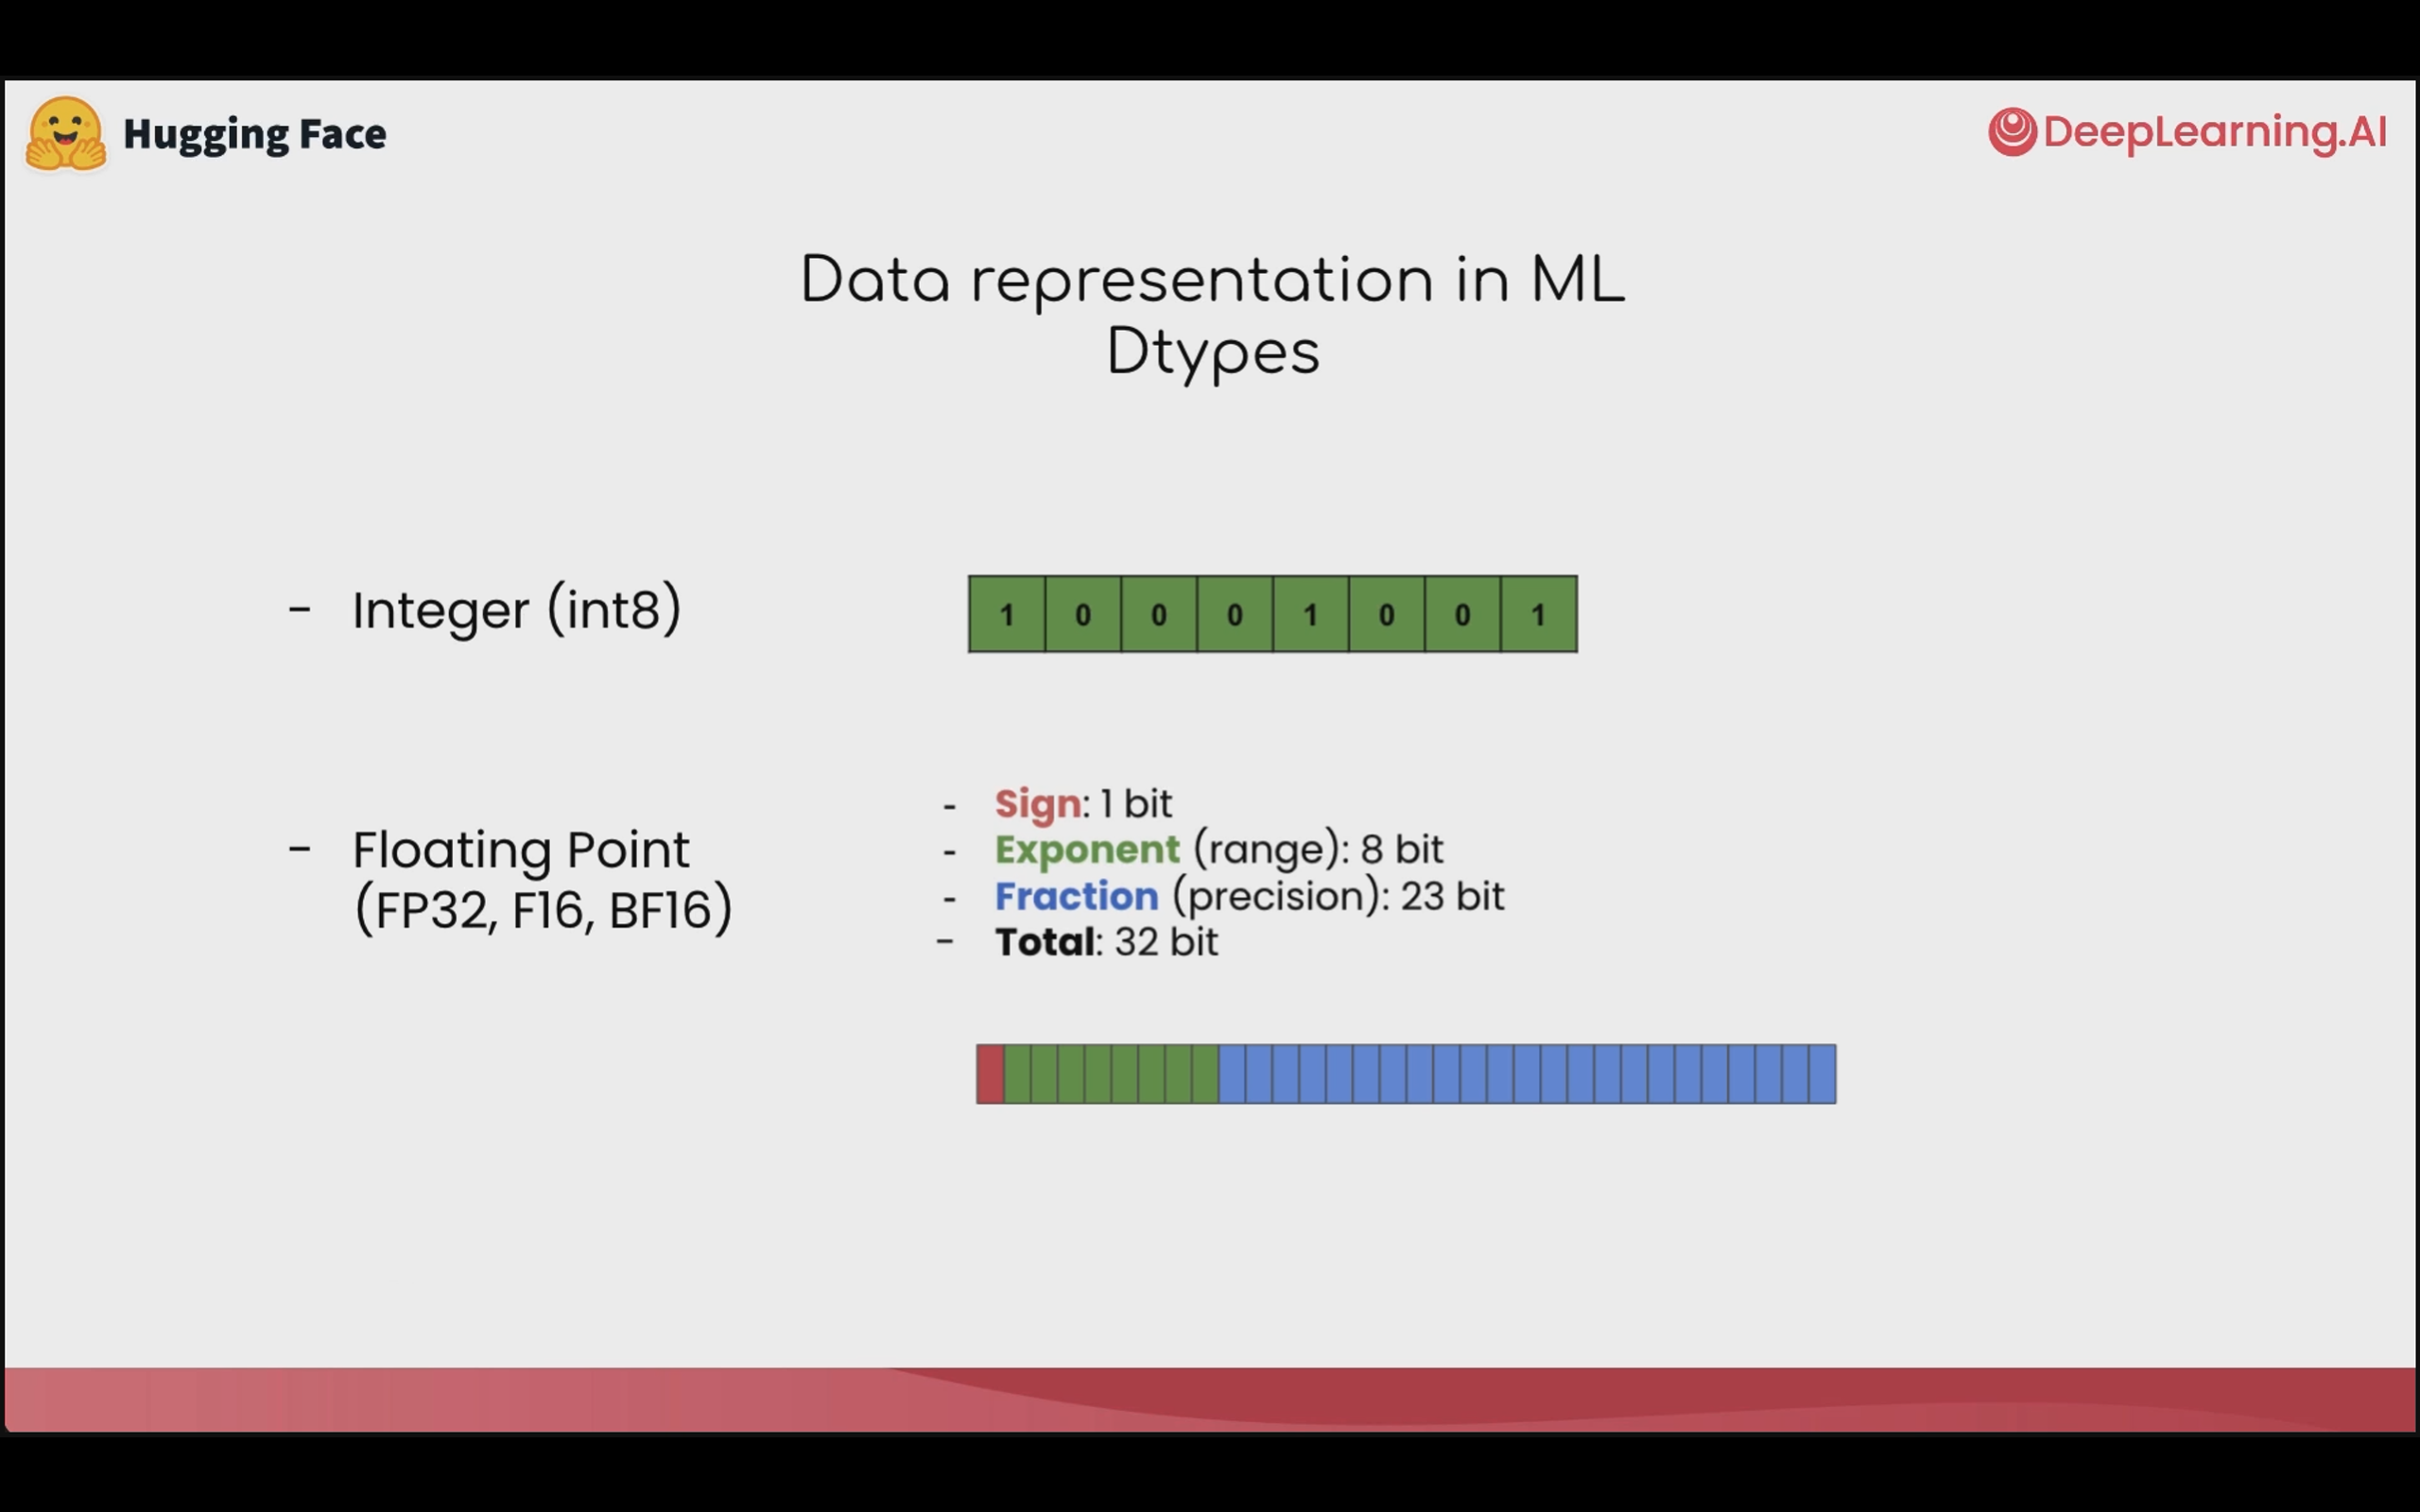 Hugging Face
DeepLearning.AI
Data representation in ML
Dtypes
- Integer (int8)
1 0 0 0 1 0 0 1
- Floating Point
(FP32, F16, BF16)
- Sign: 1 bit
- Exponent (range): 8 bit
- Fraction (precision): 23 bit
- Total: 32 bit